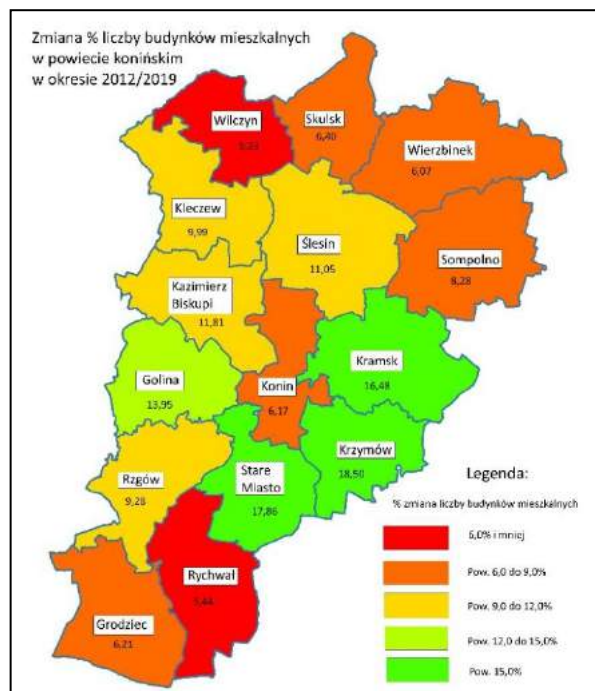 Zmiana % liczby budynków mieszkalnych
w powiecie konińskim
w okresie 2012/2019
Wilczyn
Skulsk
6,40
Wierzbinek
6,07
Kleczew
9,99
Ślesin
11,05
Sompolno
8,28
Kazimierz
Biskupi
11,81
Kramsk
16,48
Golina
13,95
Konin
6,17
Krzymów
18,50
Rzgów
9,28
Stare
Miasto
17,86
Rychwał
Grodziec
6,21
Legenda:
% zmiana liczby budynków mieszkalnych
6,0% i mniej
Pow. 6,0 do 9,0%
Pow. 9,0 do 12,0%
Pow. 12,0 do 15,0%
Pow. 15,0%